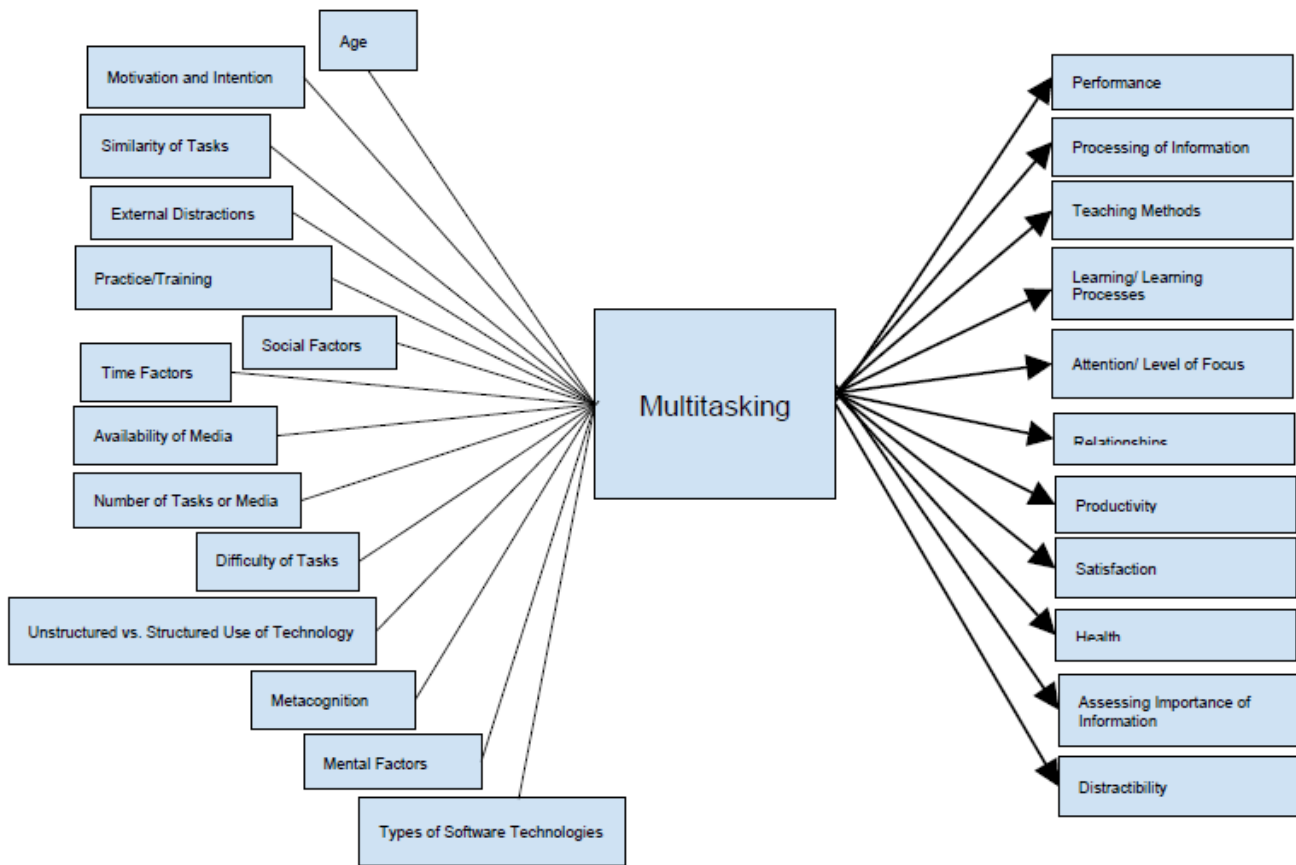 Age
Motivation and Intention
Similarity of Tasks
External Distractions
Practice/Training
Social Factors
Time Factors
Availability of Media
Number of Tasks or Media
Difficulty of Tasks
Unstructured vs. Structured Use of Technology
Metacognition
Mental Factors
Types of Software Technologies
Multitasking
Performance
Processing of Information
Teaching Methods
Learning/ Learning
Processes
Attention/ Level of Focus
Relationships
Productivity
Satisfaction
Health
Assessing Importance of
Information
Distractibility